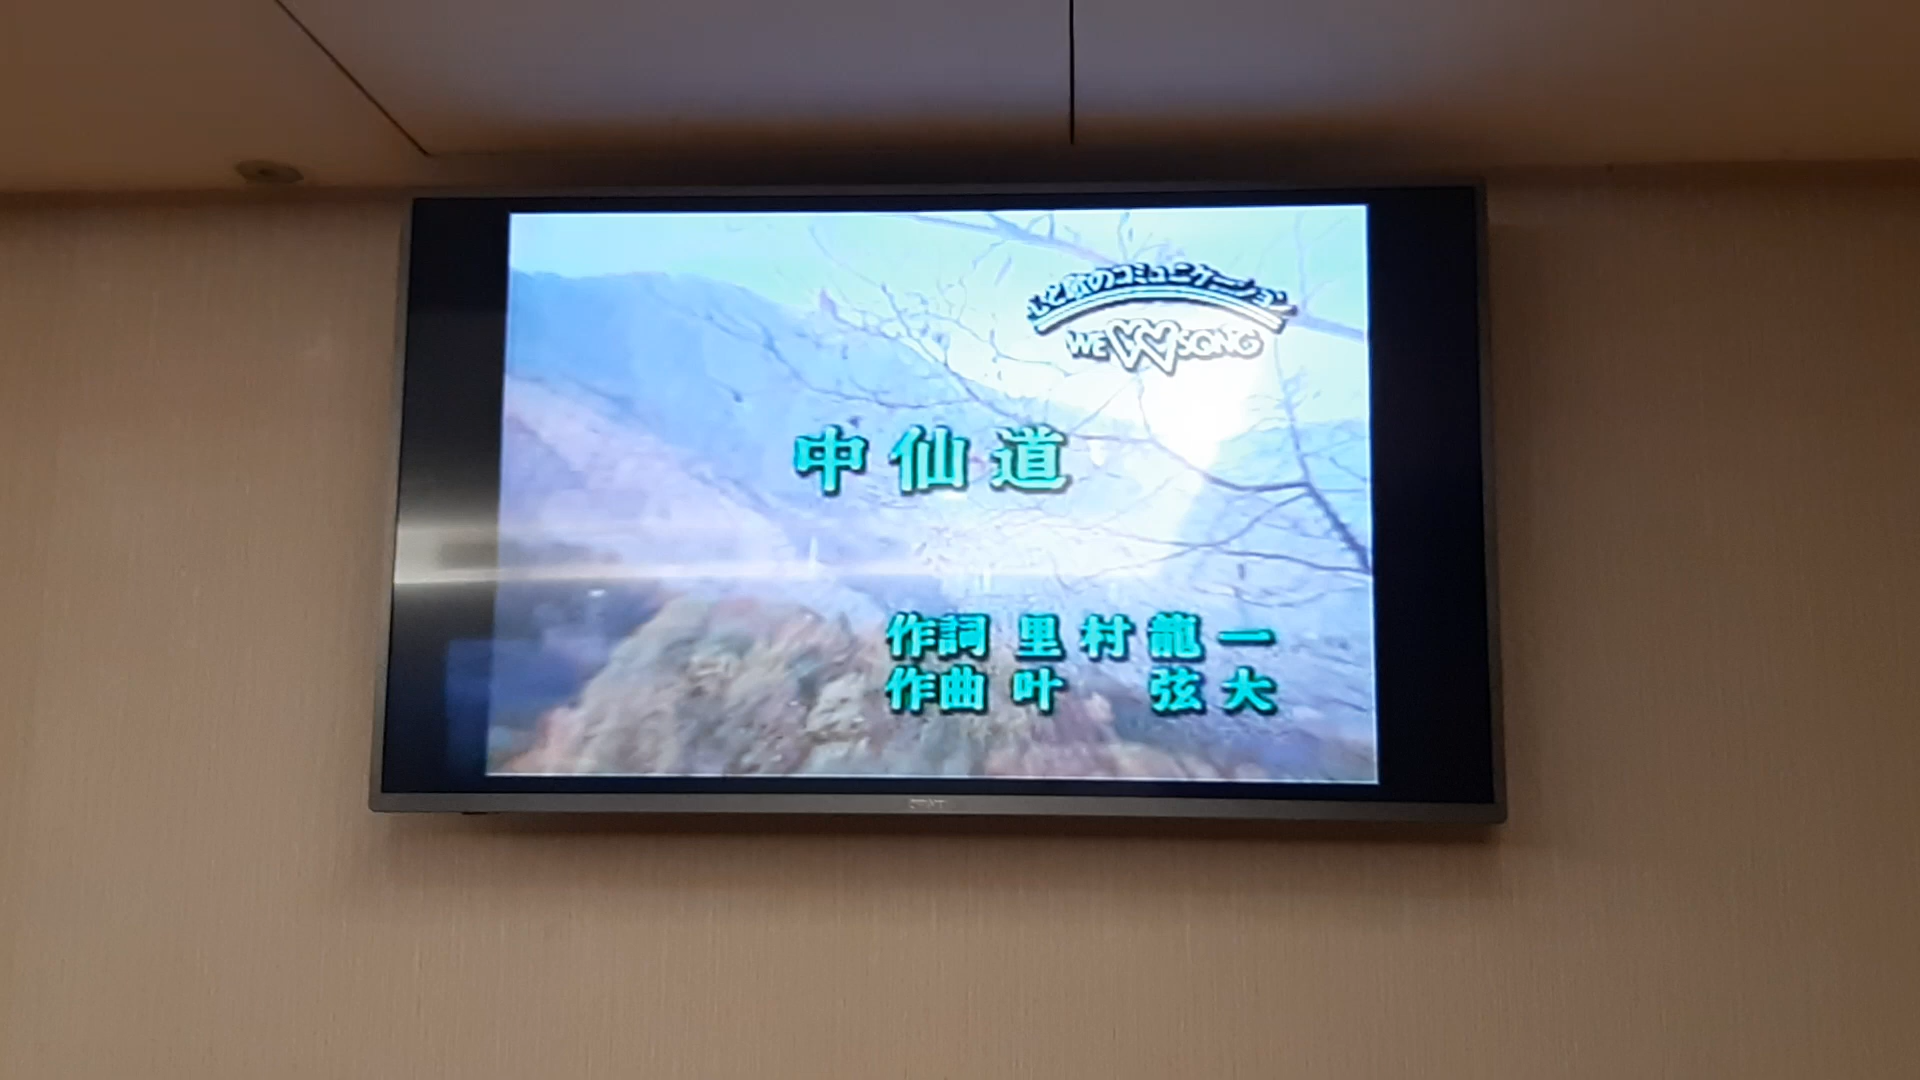 心と歌のコミュニケーション
WE SONG
中仙道
作詞 里村龍一
作曲 叶 弦大